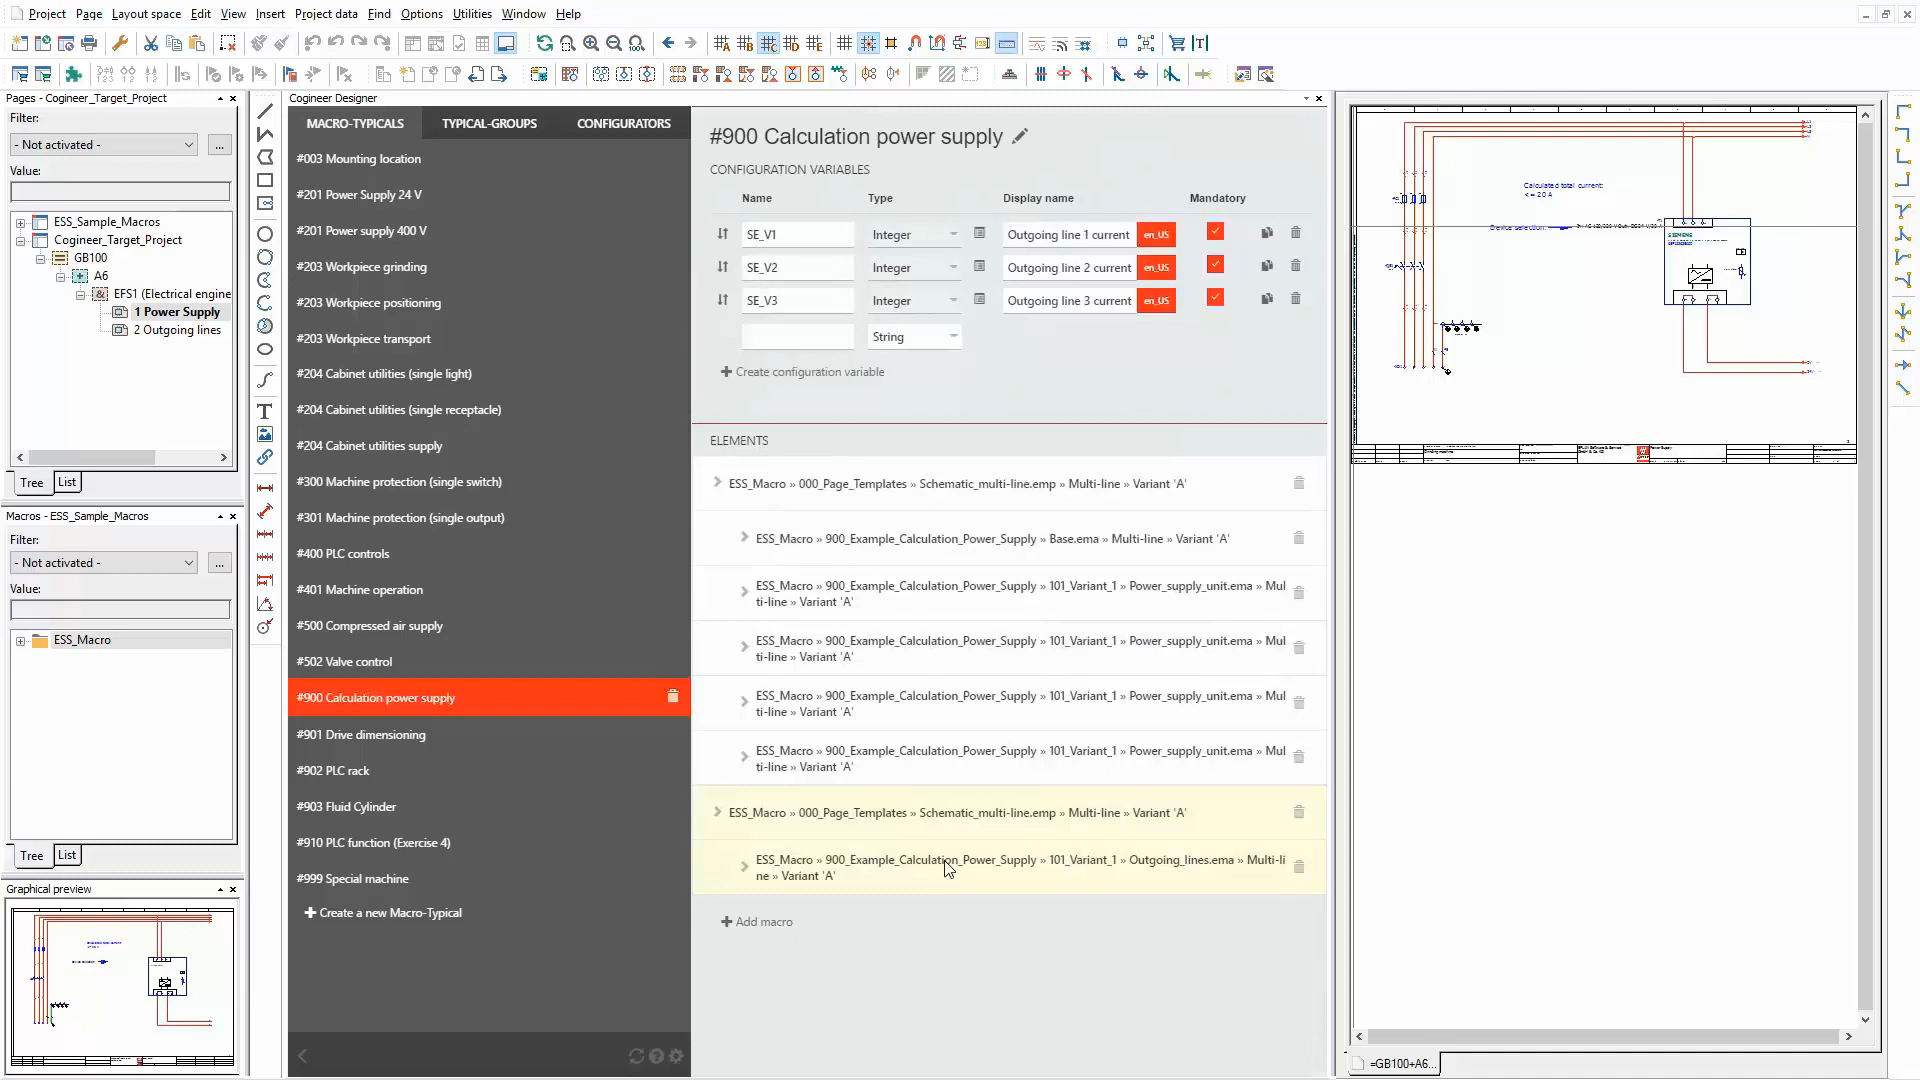 Project Page Layout space Edit View Insert Project data Find Options Utilities Window Help
Pages - Cogineer_Target_Project
Filter:
- Not activated -
...
Value:
ESS_Sample_Macros
Cogineer_Target_Project
GB100
A6
EFS1 (Electrical engine
1 Power Supply
2 Outgoing lines
Tree List
Macros - ESS_Sample_Macros
Filter:
- Not activated -
...
Value:
ESS_Macro
Tree List
Graphical preview
Cogineer Designer
MACRO-TYPICALS TYPICAL-GROUPS CONFIGURATORS
#003 Mounting location
#201 Power Supply 24 V
#201 Power supply 400 V
#203 Workpiece grinding
#203 Workpiece positioning
#203 Workpiece transport
#204 Cabinet utilities (single light)
#204 Cabinet utilities (single receptacle)
#204 Cabinet utilities supply
#300 Machine protection (single switch)
#301 Machine protection (single output)
#400 PLC controls
#401 Machine operation
#500 Compressed air supply
#502 Valve control
#900 Calculation power supply
#901 Drive dimensioning
#902 PLC rack
#903 Fluid Cylinder
#910 PLC function (Exercise 4)
#999 Special machine
Create a new Macro-Typical
#900 Calculation power supply
CONFIGURATION VARIABLES
Name Type Display name Mandatory
SE_V1 Integer Outgoing line 1 current en_US
SE_V2 Integer Outgoing line 2 current en_US
SE_V3 Integer Outgoing line 3 current en_US
String
Create configuration variable
ELEMENTS
ESS_Macro » 000_Page_Templates » Schematic_multi-line.emp » Multi-line » Variant 'A'
ESS_Macro » 900_Example_Calculation_Power_Supply » Base.ema » Multi-line » Variant 'A'
ESS_Macro » 900_Example_Calculation_Power_Supply » 101_Variant_1 » Power_supply_unit.ema » Mul
ti-line » Variant 'A'
ESS_Macro » 900_Example_Calculation_Power_Supply » 101_Variant_1 » Power_supply_unit.ema » Mul
ti-line » Variant 'A'
ESS_Macro » 900_Example_Calculation_Power_Supply » 101_Variant_1 » Power_supply_unit.ema » Mul
ti-line » Variant 'A'
ESS_Macro » 900_Example_Calculation_Power_Supply » 101_Variant_1 » Power_supply_unit.ema » Mul
ti-line » Variant 'A'
ESS_Macro » 000_Page_Templates » Schematic_multi-line.emp » Multi-line » Variant 'A'
ESS_Macro » 900_Example_Calculation_Power_Supply » 101_Variant_1 » Outgoing_lines.ema » Multi-li
ne » Variant 'A'
Add macro
Calculated total current:
< = 20 A
Device selection:
SIEMENS
=GB100+A6...